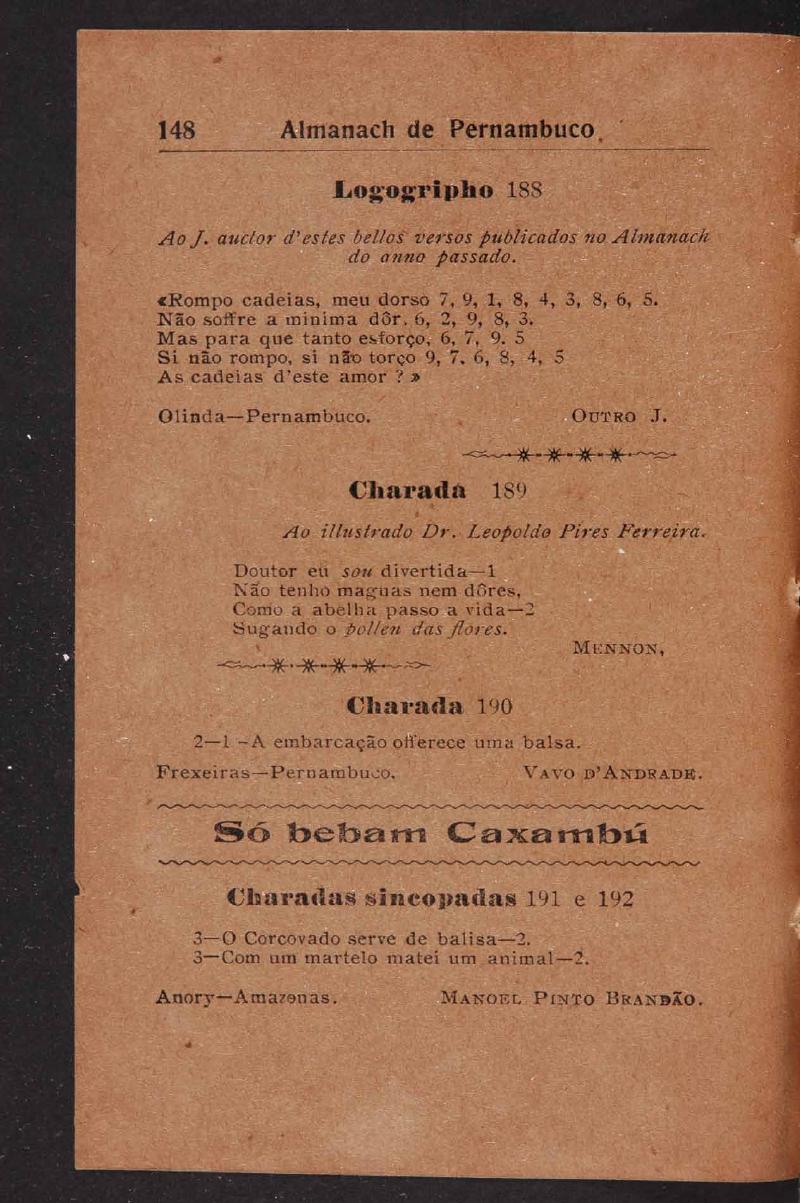 148 Almanach de Pernambuco.
Logogripho 188
Ao J. auctor d'estes bellos versos publicados no Almanach
do anno passado.
«Rompo cadeias, meu dorso 7, 9, 1, 8, 4, 3, 8, 6, 5.
Não soffre a minima dôr. 6, 2, 9, 8, 3.
Mas para que tanto esforço, 6, 7, 9. 5
Si não rompo, si não torço 9, 7. 6, 8, 4, 5
As cadeias d'este amor ? »
Olinda—Pernambuco. OUTRO J.
Charada 189
Ao illustrado Dr. Leopoldo Pires Ferreira.
Doutor eu sou divertida—1
Não tenho maguas nem dôres,
Como a abelha passo a vida—2
Sugando o pollen das flores.
MENNON,
Charada 190
2—1 -A embarcação offerece uma balsa.
Frexeiras—Pernambuco. VAVO D'ANDRADE.
Só bebam Caxambú
Charadas sincopadas 191 e 192
3—O Corcovado serve de balisa—2.
3—Com um martelo matei um animal—2.
Anory—Amazonas. MANOEL PINTO BRANDÃO.